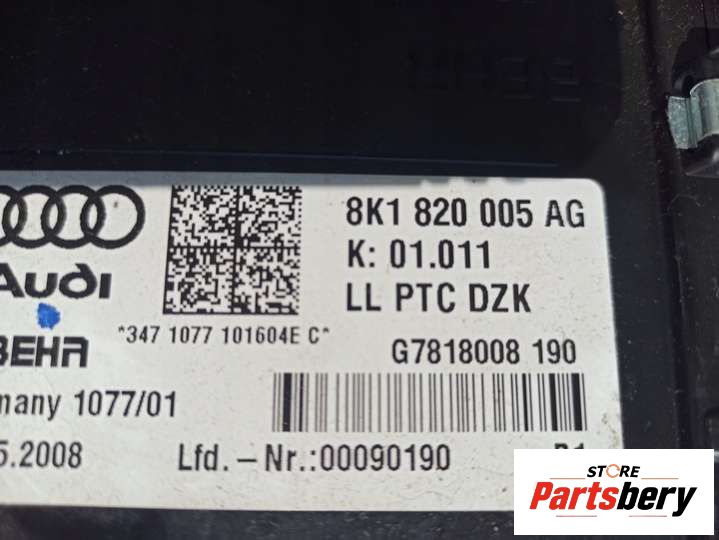 8K1 820 005 AG
K: 01.011
LL PTC DZK
Audi
*347 1077 101604E C*
BEHR
G7818008 190
many 1077/01
5.2008
Lfd.-Nr.:00090190
STORE
Partsbery